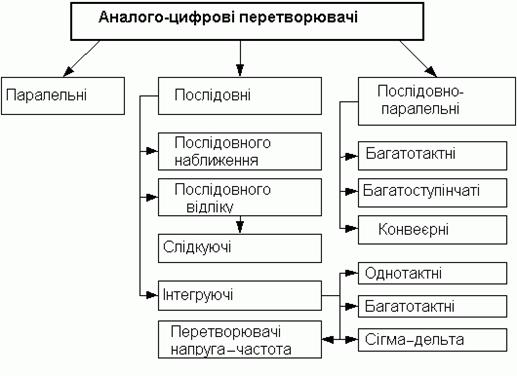 Аналого-цифрові перетворювачі
Паралельні
Послідовні
Послідовного
наближення
Послідовного
відліку
Слідкуючі
Інтегруючі
Перетворювачі
напруга–частота
Послідовно-
паралельні
Багатотактні
Багатоступінчаті
Конвеєрні
Однотактні
Багатотактні
Сігма–дельта